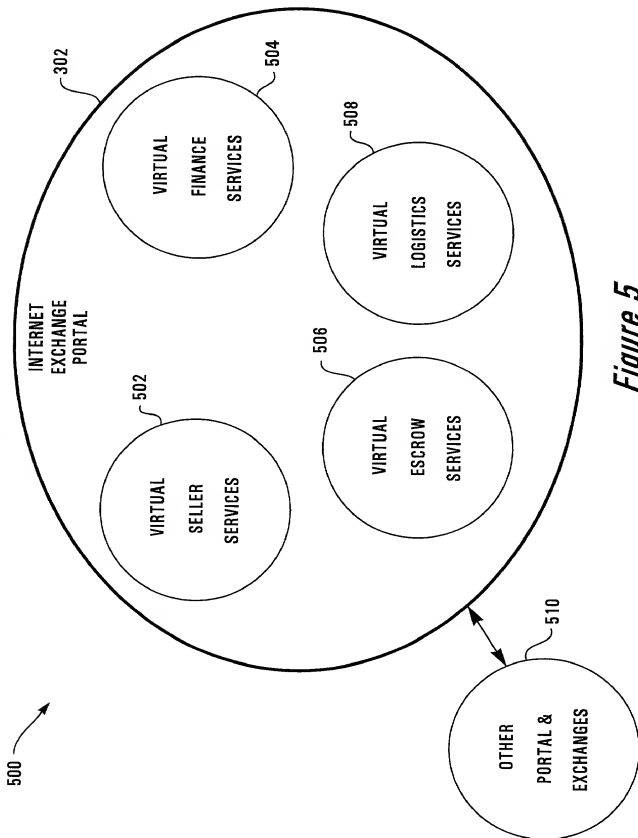 500
INTERNET
EXCHANGE
PORTAL
302
502
VIRTUAL
SELLER
SERVICES
504
VIRTUAL
FINANCE
SERVICES
506
VIRTUAL
ESCROW
SERVICES
508
VIRTUAL
LOGISTICS
SERVICES
510
OTHER
PORTAL &
EXCHANGES
Figure 5